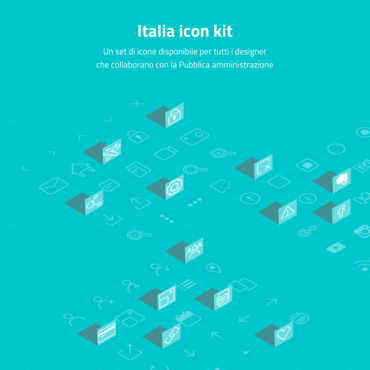 Italia icon kit
Un set di icone disponibile per tutti i designer
che collaborano con la Pubblica amministrazione